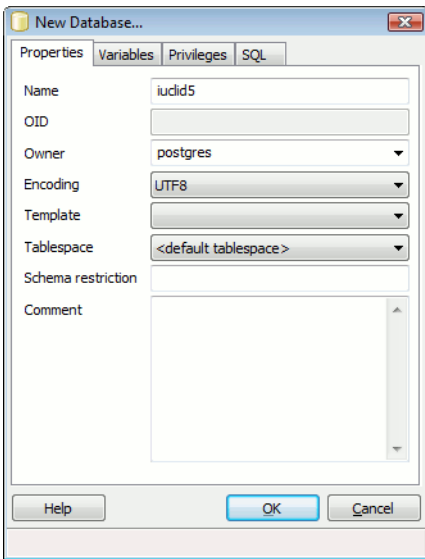 New Database...
Properties Variables Privileges SQL
Name iuclid5
OID
Owner postgres
Encoding UTF8
Template
Tablespace <default tablespace>
Schema restriction
Comment
Help OK Cancel